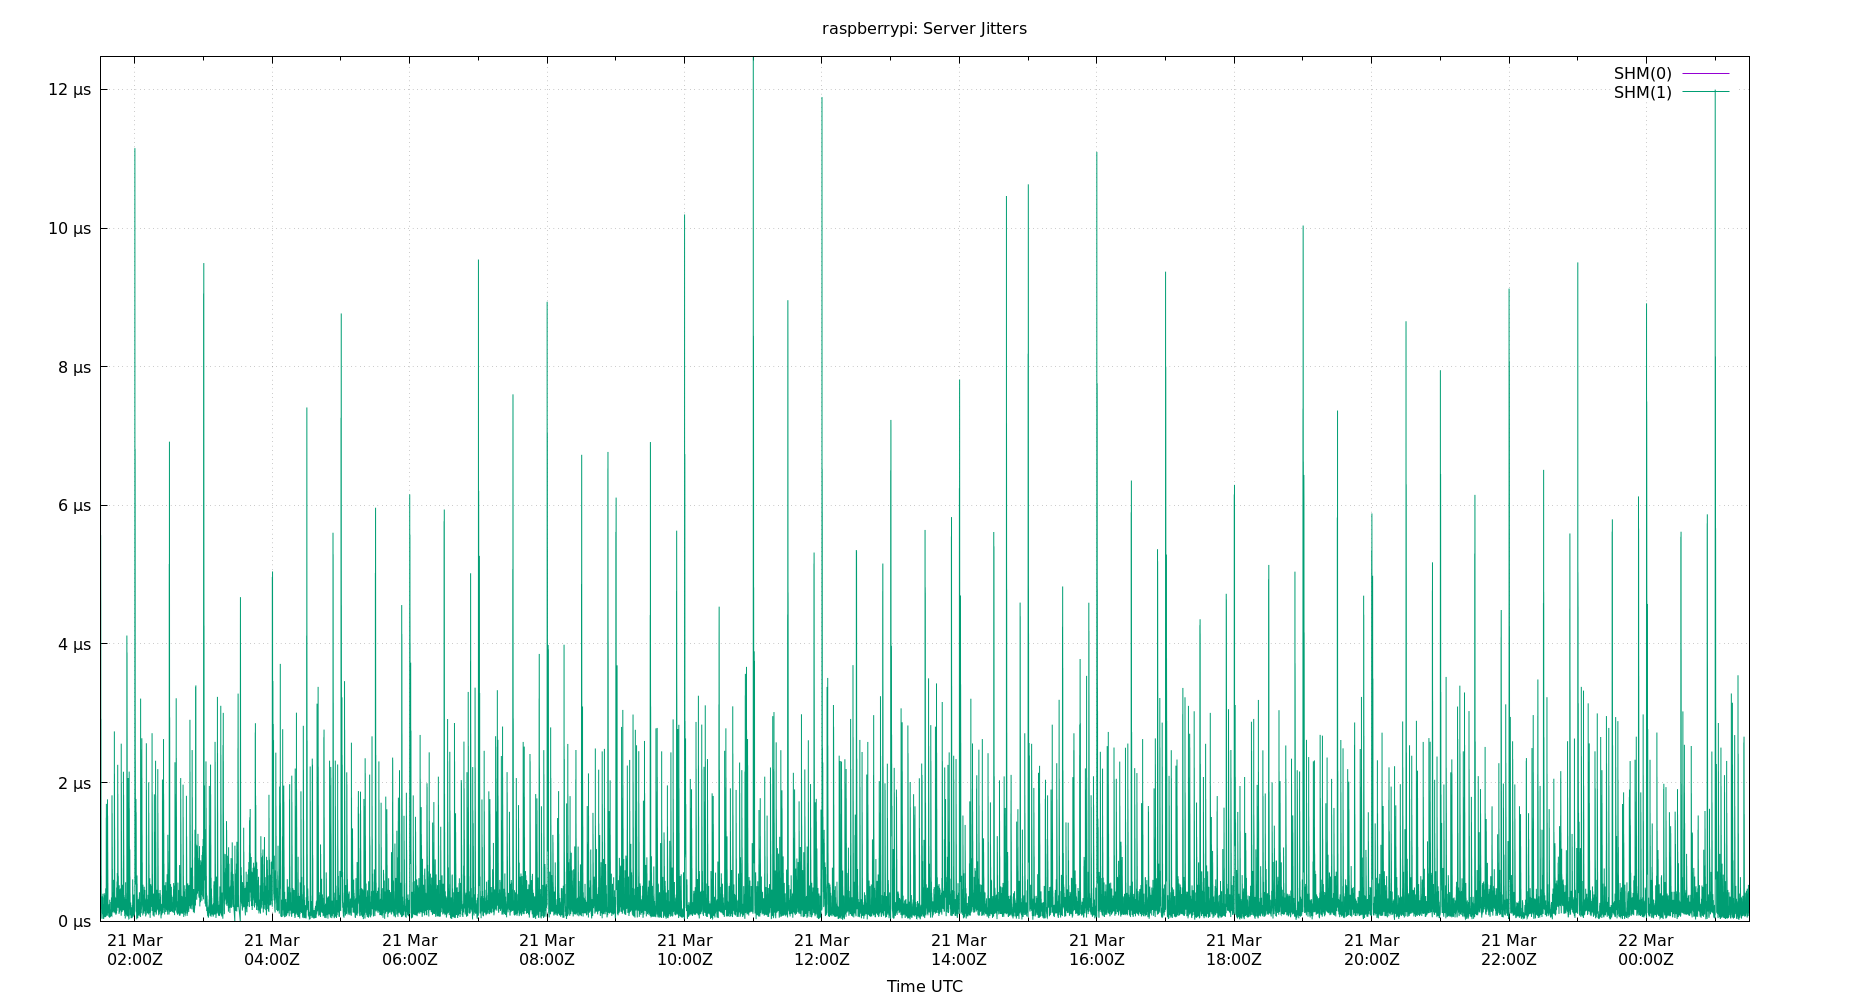 raspberrypi: Server Jitters
SHM(0)
SHM(1)
12 µs
10 µs
8 µs
6 µs
4 µs
2 µs
0 µs
21 Mar 21 Mar 21 Mar 21 Mar 21 Mar 21 Mar 21 Mar 21 Mar 21 Mar 21 Mar 21 Mar 22 Mar
02:00Z 04:00Z 06:00Z 08:00Z 10:00Z 12:00Z 14:00Z 16:00Z 18:00Z 20:00Z 22:00Z 00:00Z
Time UTC